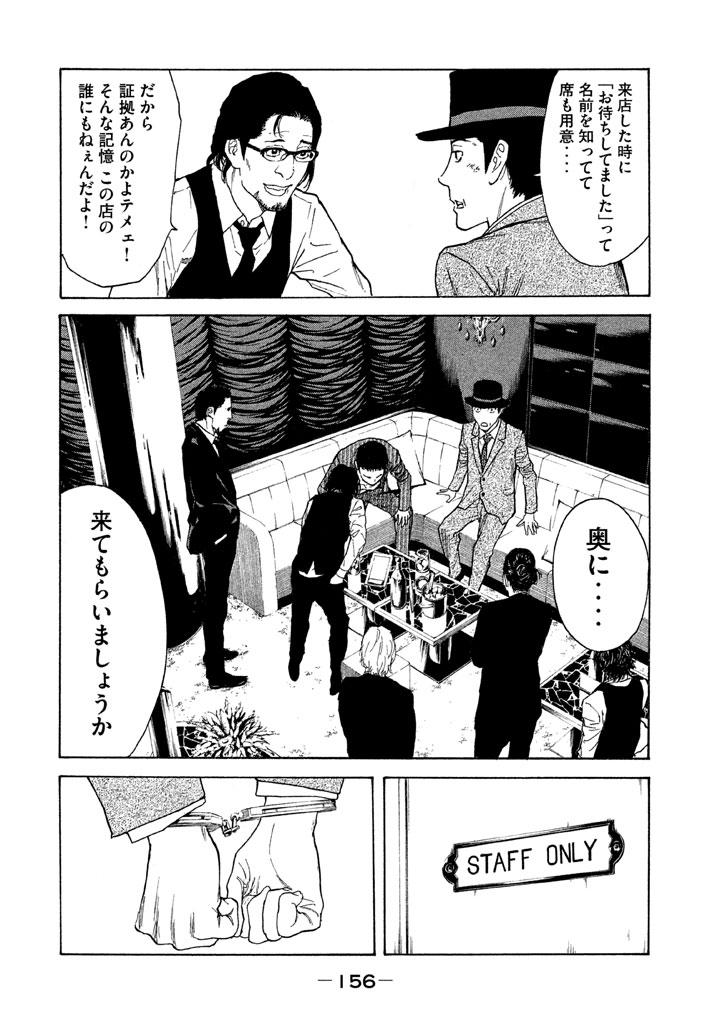 来店した時に
「お待ちしてました」って
名前を知ってて
席も用意‥‥
だから
証拠あんのかよテメェ!
そんな記憶 この店の
誰にもねぇんだよ!
奥に‥‥
来てもらいましょうか
STAFF ONLY
—156—